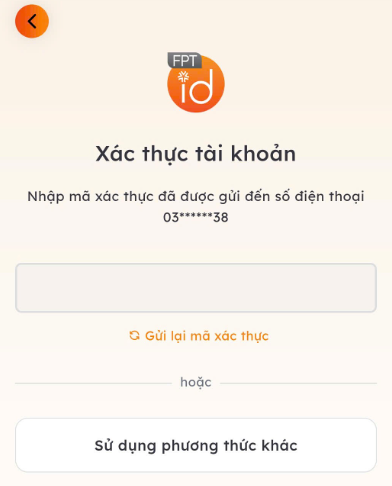 FPT
id
Xác thực tài khoản
Nhập mã xác thực đã được gửi đến số điện thoại
03******38
Gửi lại mã xác thực
hoặc
Sử dụng phương thức khác